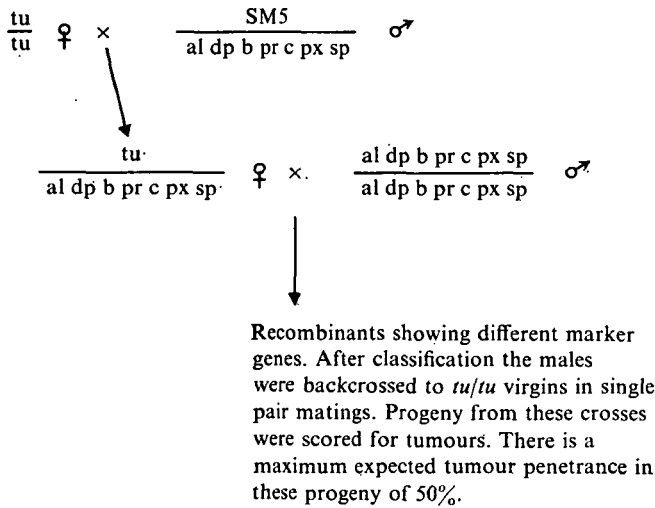 tu SM5
tu ♀ × al dp b pr c px sp ♂
tu· al dp b pr c px sp
al dp b pr c px sp· ♀ ×. al dp b pr c px sp ♂
Recombinants showing different marker
genes. After classification the males
were backcrossed to tu/tu virgins in single
pair matings. Progeny from these crosses
were scored for tumours. There is a
maximum expected tumour penetrance in
these progeny of 50%.